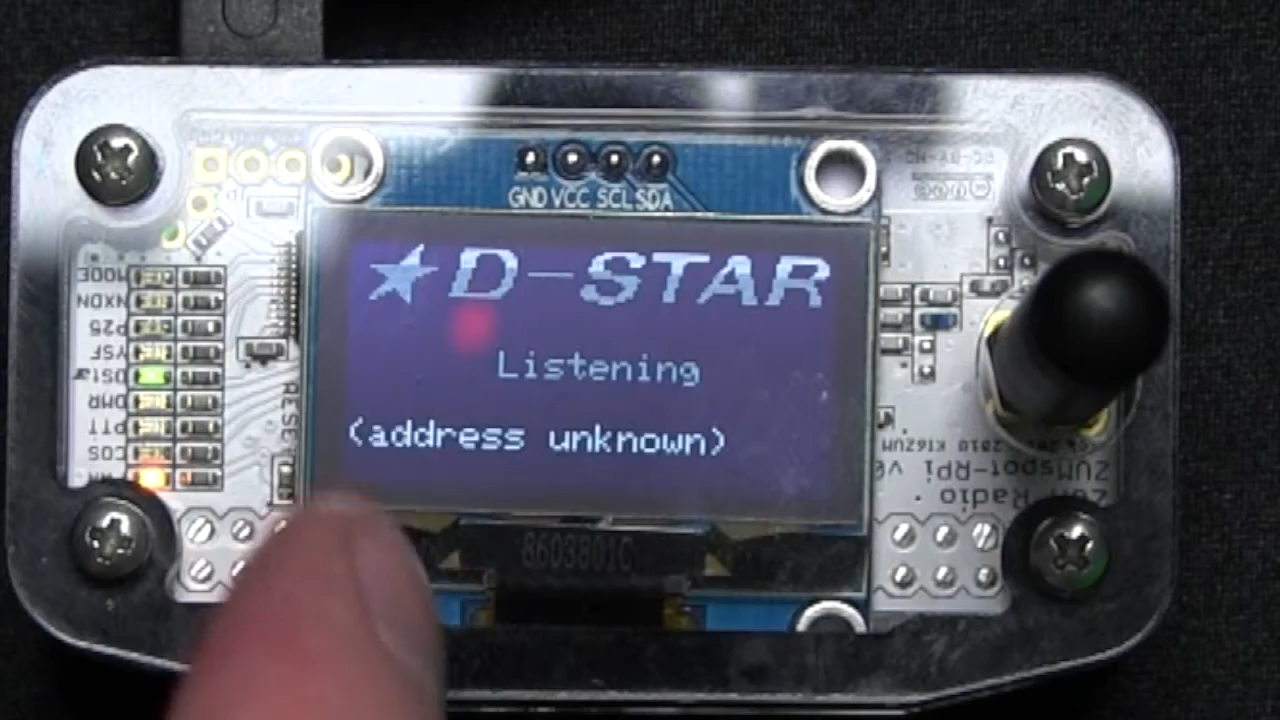 GND VCC SCL SDA
★D-STAR
Listening
(address unknown)
8603801C
MODE
NXDN
P25
YSF
DStar
DMR
PTT
COS
ZUMspot-RPi
Radio